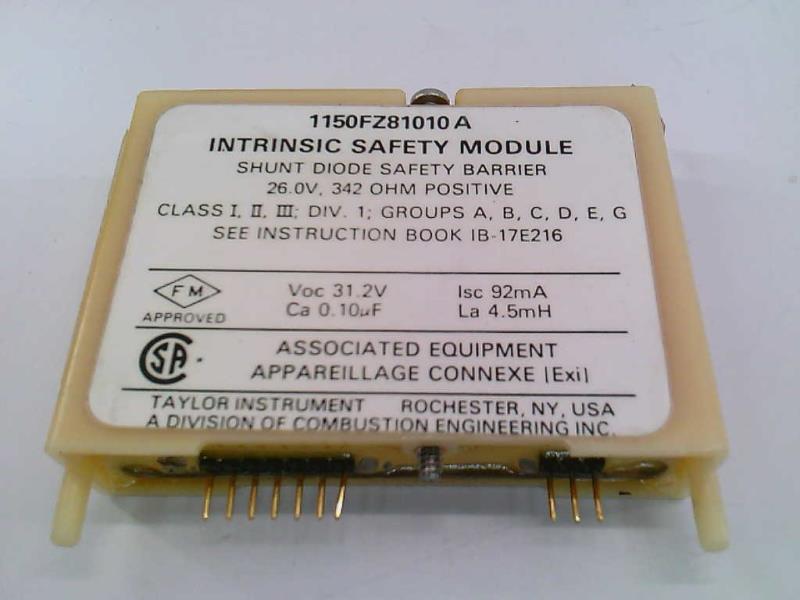 1150FZ81010 A
INTRINSIC SAFETY MODULE
SHUNT DIODE SAFETY BARRIER
26.0V, 342 OHM POSITIVE
CLASS I, II, III; DIV. 1; GROUPS A, B, C, D, E, G
SEE INSTRUCTION BOOK IB-17E216
FM
APPROVED
Voc 31.2V Isc 92mA
Ca 0.10µF La 4.5mH
CSA
ASSOCIATED EQUIPMENT
APPAREILLAGE CONNEXE [Exi]
TAYLOR INSTRUMENT ROCHESTER, NY, USA
A DIVISION OF COMBUSTION ENGINEERING INC.